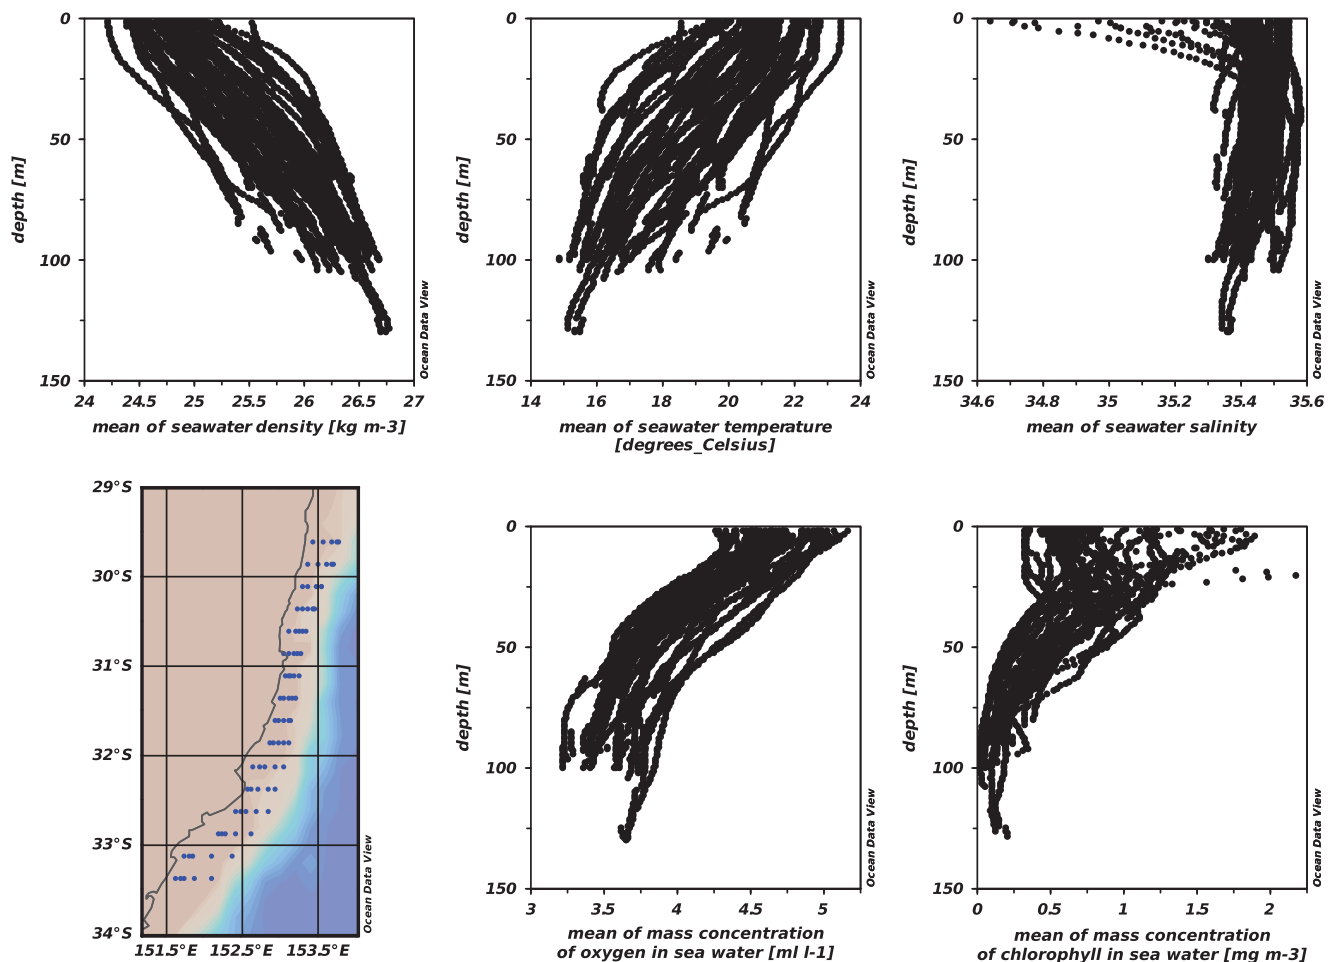 0
50
100
150
depth [m]
24
24.5
25
25.5
26
26.5
27
mean of seawater density [kg m-3]
Ocean Data View
0
50
100
150
depth [m]
14
16
18
20
22
24
mean of seawater temperature
[degrees_Celsius]
Ocean Data View
0
50
100
150
depth [m]
34.6
34.8
35
35.2
35.4
35.6
mean of seawater salinity
Ocean Data View
29°S
30°S
31°S
32°S
33°S
34°S
151.5°E
152.5°E
153.5°E
Ocean Data View
0
50
100
150
depth [m]
3
3.5
4
4.5
5
mean of mass concentration
of oxygen in sea water [ml l-1]
Ocean Data View
0
50
100
150
depth [m]
0
0.5
1
1.5
2
mean of mass concentration
of chlorophyll in sea water [mg m-3]
Ocean Data View